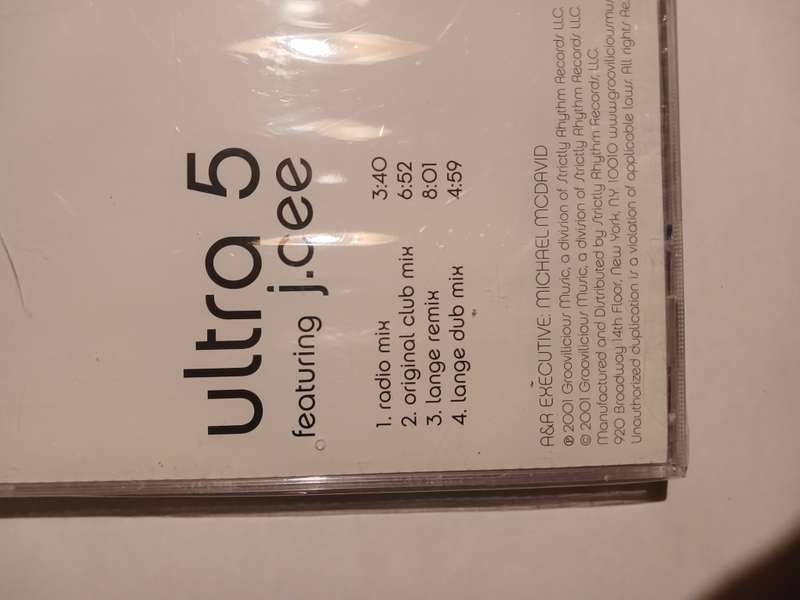 ultra 5
featuring
1. radio mix 3:40
2. original club mix 6:52
3. lange remix 8:01
4. lange dub mix 4:59
A&R EXECUTIVE: MICHAEL MCDAVID
℗ 2001 Groovilicious Music, a division of Strictly Rhythm Records LLC.
© 2001 Groovilicious Music, a division of Strictly Rhythm Records LLC.
Manufactured and Distributed by Strictly Rhythm Records, LLC.
920 Broadway 14th Floor, New York, NY 10010 www.grooviliciousmus
Unauthorized duplication is a violation of applicable laws. All rights Re